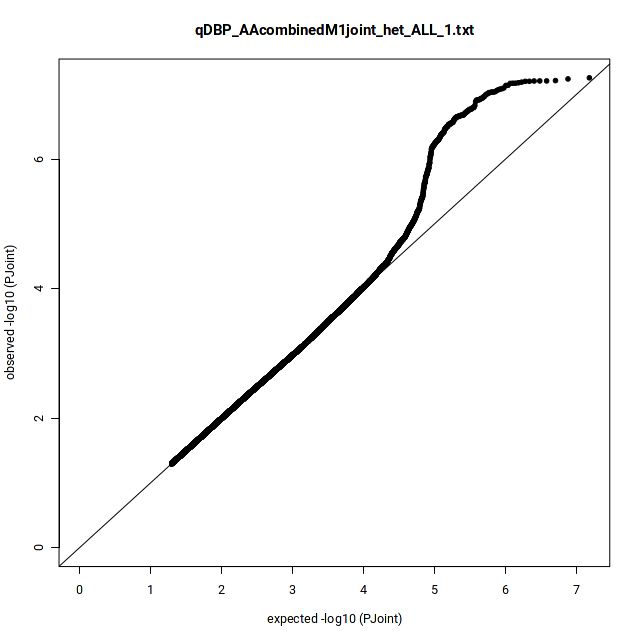 qDBP_AAcombinedM1joint_het_ALL_1.txt
observed -log10 (PJoint)
6
4
2
0
0 1 2 3 4 5 6 7
expected -log10 (PJoint)